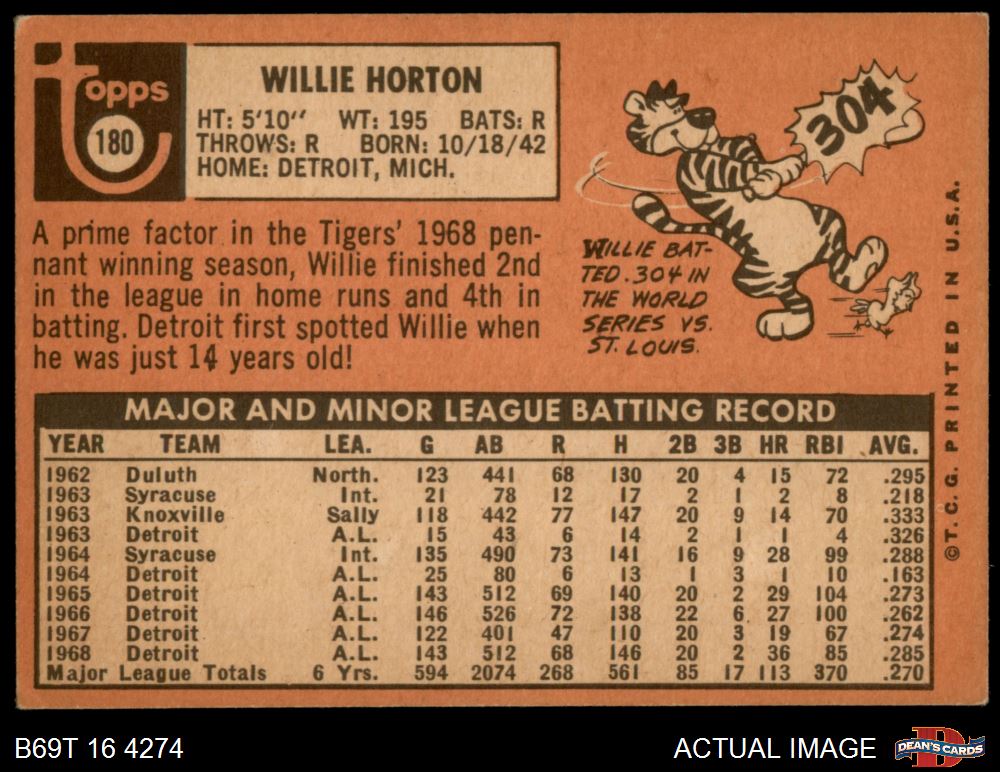 topps
180
WILLIE HORTON
HT: 5'10'' WT: 195 BATS: R
THROWS: R BORN: 10/18/42
HOME: DETROIT, MICH.
A prime factor in the Tigers' 1968 pen-
nant winning season, Willie finished 2nd
in the league in home runs and 4th in
batting. Detroit first spotted Willie when
he was just 14 years old!
304
WILLIE BAT-
TED .304 IN
THE WORLD
SERIES VS.
ST. LOUIS.
©T. C. G. PRINTED IN U.S.A.
MAJOR AND MINOR LEAGUE BATTING RECORD
YEAR TEAM LEA. G AB R H 2B 3B HR RBI AVG.
1962 Duluth North. 123 441 68 130 20 4 15 72 .295
1963 Syracuse Int. 21 78 12 17 2 1 2 8 .218
1963 Knoxville Sally 118 442 77 147 20 9 14 70 .333
1963 Detroit A.L. 15 43 6 14 2 1 1 4 .326
1964 Syracuse Int. 135 490 73 141 16 9 28 99 .288
1964 Detroit A.L. 25 80 6 13 1 3 1 10 .163
1965 Detroit A.L. 143 512 69 140 20 2 29 104 .273
1966 Detroit A.L. 146 526 72 138 22 6 27 100 .262
1967 Detroit A.L. 122 401 47 110 20 3 19 67 .274
1968 Detroit A.L. 143 512 68 146 20 2 36 85 .285
Major League Totals 6 Yrs. 594 2074 268 561 85 17 113 370 .270
B69T 16 4274
ACTUAL IMAGE
DEAN'S CARDS